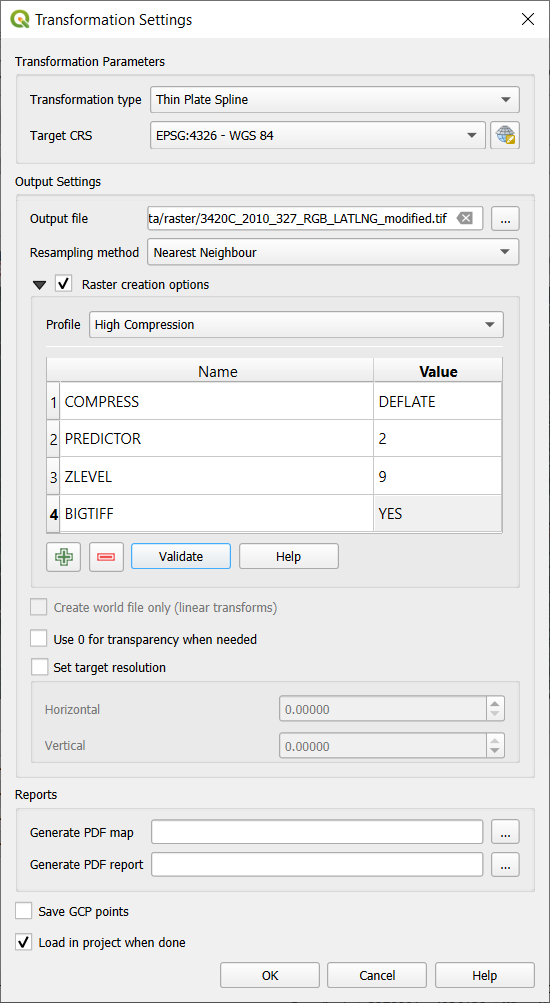 Transformation Settings
Transformation Parameters
Transformation type Thin Plate Spline
Target CRS EPSG:4326 - WGS 84
Output Settings
Output file ta/raster/3420C_2010_327_RGB_LATLNG_modified.tif ...
Resampling method Nearest Neighbour
Raster creation options
Profile High Compression
Name Value
1 COMPRESS DEFLATE
2 PREDICTOR 2
3 ZLEVEL 9
4 BIGTIFF YES
Validate Help
Create world file only (linear transforms)
Use 0 for transparency when needed
Set target resolution
Horizontal 0.00000
Vertical 0.00000
Reports
Generate PDF map ...
Generate PDF report ...
Save GCP points
Load in project when done
OK Cancel Help